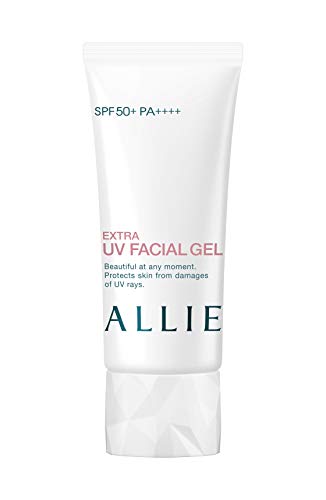 SPF50+ PA++++
EXTRA
UV FACIAL GEL
Beautiful at any moment.
Protects skin from damages
of UV rays.
ALLIE